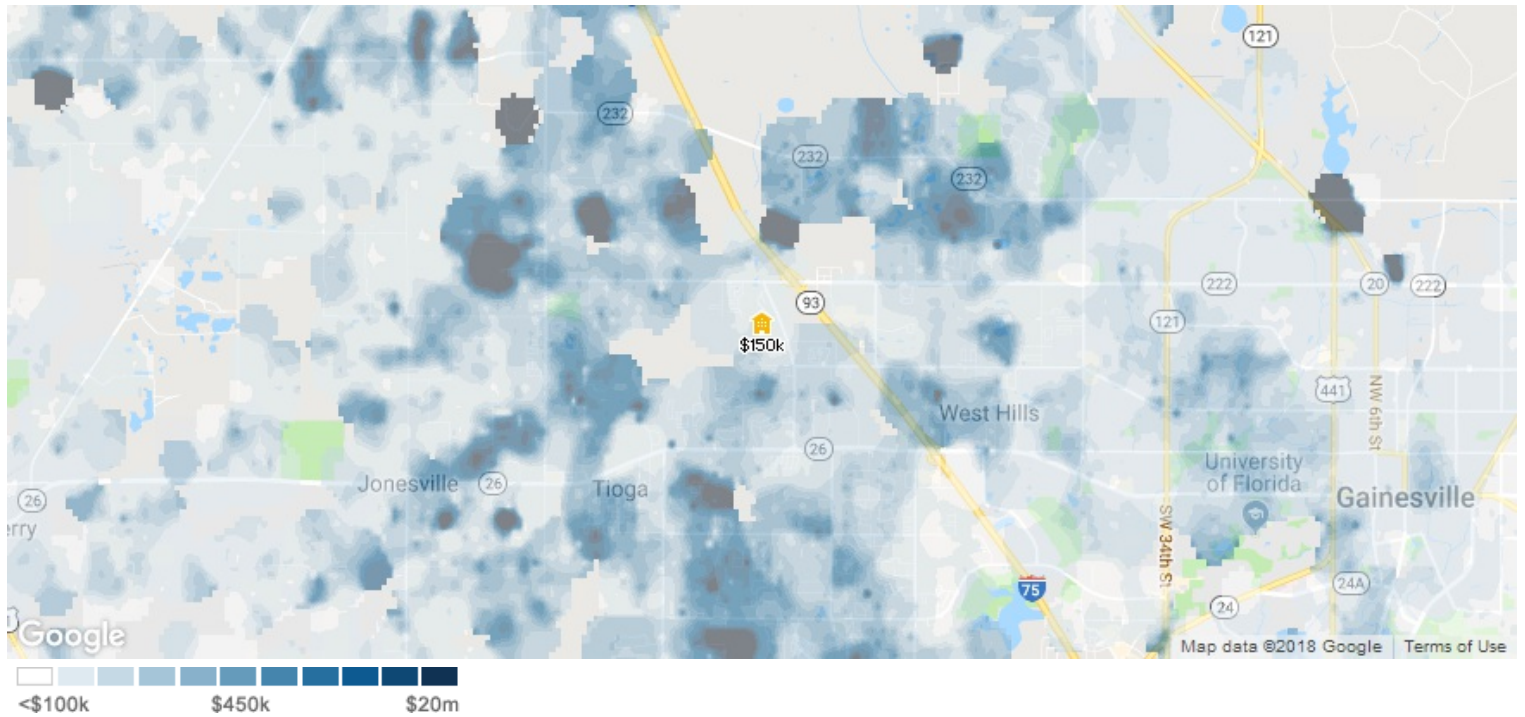 121
232
232
232
93
$150k
222
20
222
121
441
NW 6th St
West Hills
26
University
of Florida
Gainesville
Jonesville
26
Tioga
26
erry
SW 34th St
75
24A
24
Google
Map data ©2018 Google
Terms of Use
<$100k
$450k
$20m